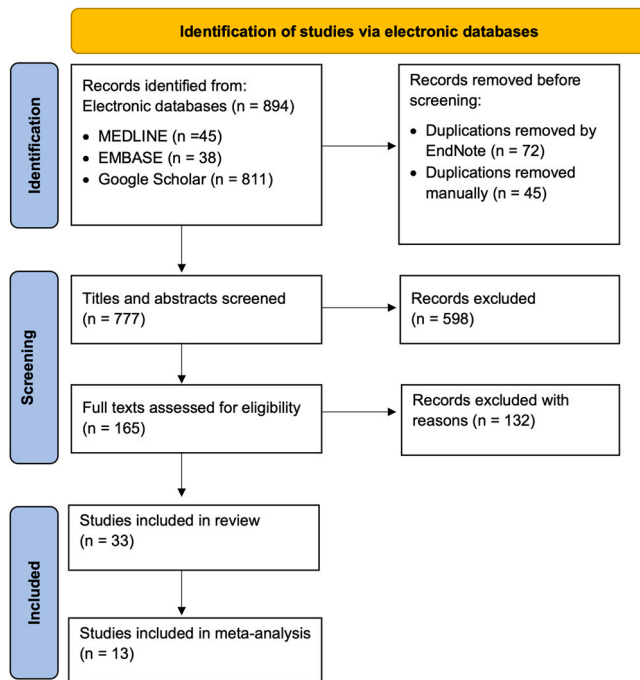 Identification of studies via electronic databases
Identification
Records identified from:
Electronic databases (n = 894)
• MEDLINE (n =45)
• EMBASE (n = 38)
• Google Scholar (n = 811)
Records removed before
screening:
• Duplications removed by
EndNote (n = 72)
• Duplications removed
manually (n = 45)
Screening
Titles and abstracts screened
(n = 777)
Records excluded
(n = 598)
Full texts assessed for eligibility
(n = 165)
Records excluded with
reasons (n = 132)
Included
Studies included in review
(n = 33)
Studies included in meta-analysis
(n = 13)